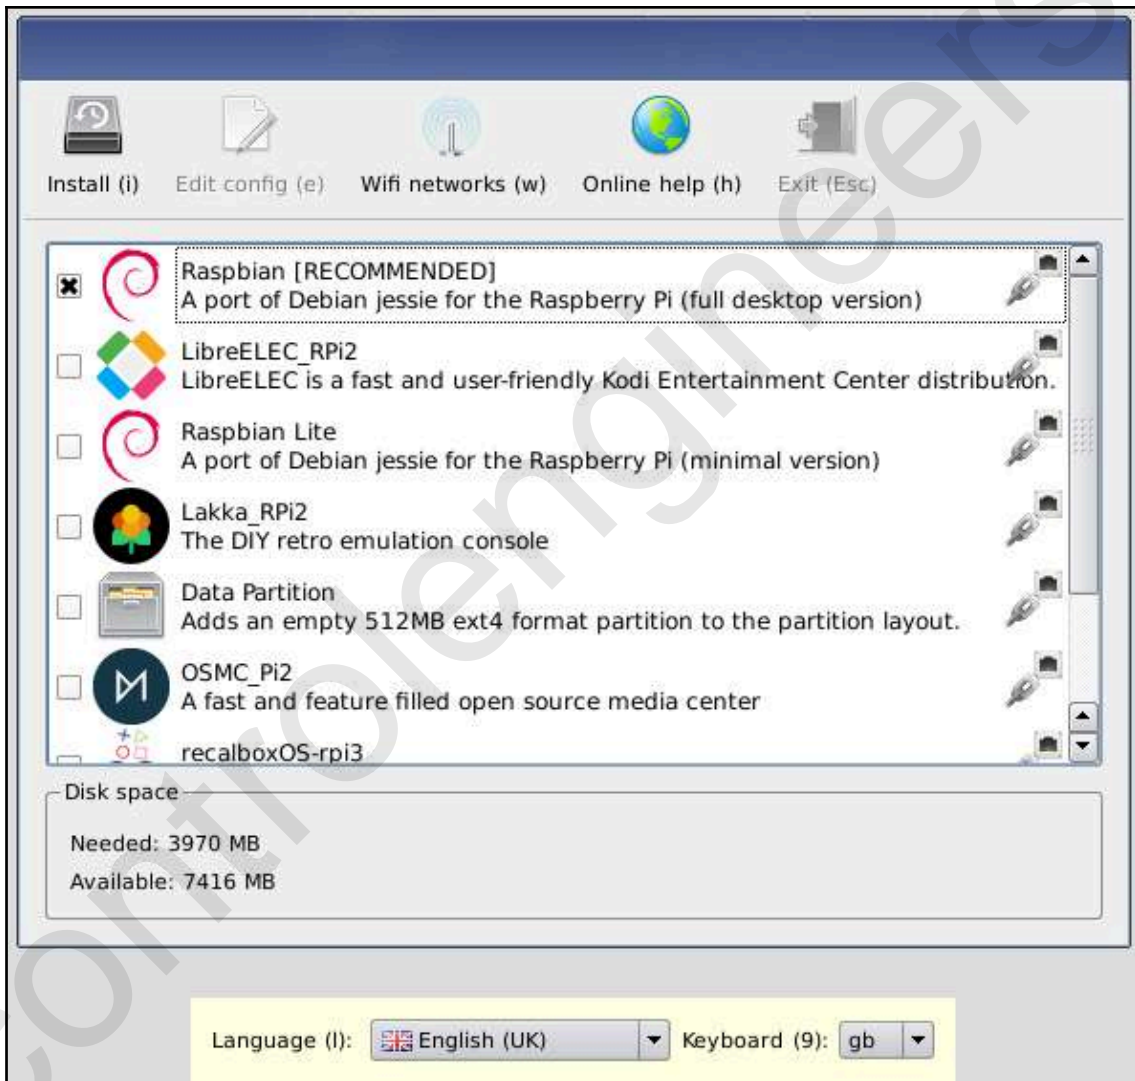 Install (i) Edit config (e) Wifi networks (w) Online help (h) Exit (Esc)
Raspbian [RECOMMENDED]
A port of Debian jessie for the Raspberry Pi (full desktop version)
LibreELEC_RPi2
LibreELEC is a fast and user-friendly Kodi Entertainment Center distribution.
Raspbian Lite
A port of Debian jessie for the Raspberry Pi (minimal version)
Lakka_RPi2
The DIY retro emulation console
Data Partition
Adds an empty 512MB ext4 format partition to the partition layout.
OSMC_Pi2
A fast and feature filled open source media center
recalboxOS-rpi3
Disk space
Needed: 3970 MB
Available: 7416 MB
Language (l): English (UK) Keyboard (9): gb
controlengineers